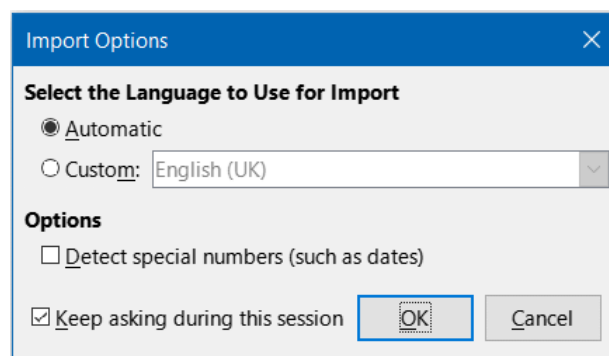 Import Options
Select the Language to Use for Import
Automatic
Custom: English (UK)
Options
Detect special numbers (such as dates)
Keep asking during this session OK Cancel